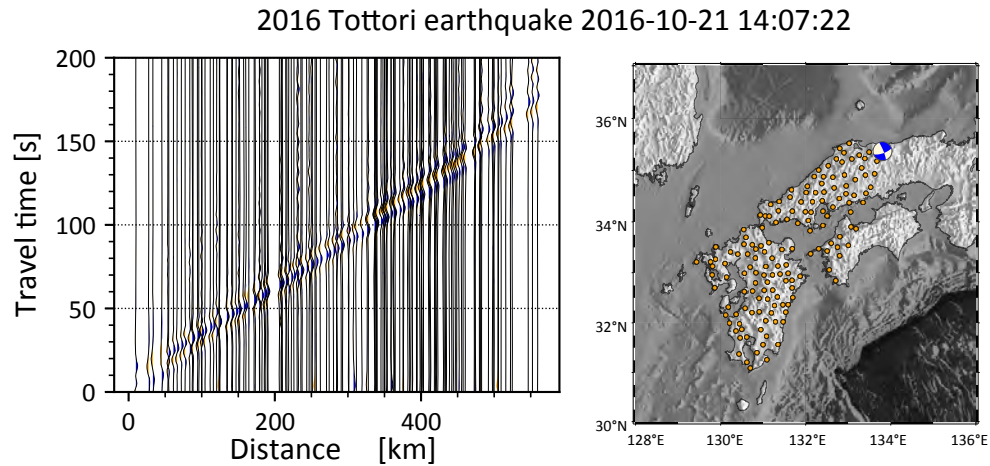 2016 Tottori earthquake 2016-10-21 14:07:22
200
150
100
50
0
Travel time [s]
0
200
400
Distance [km]
36°N
34°N
32°N
30°N
128°E
130°E
132°E
134°E
136°E